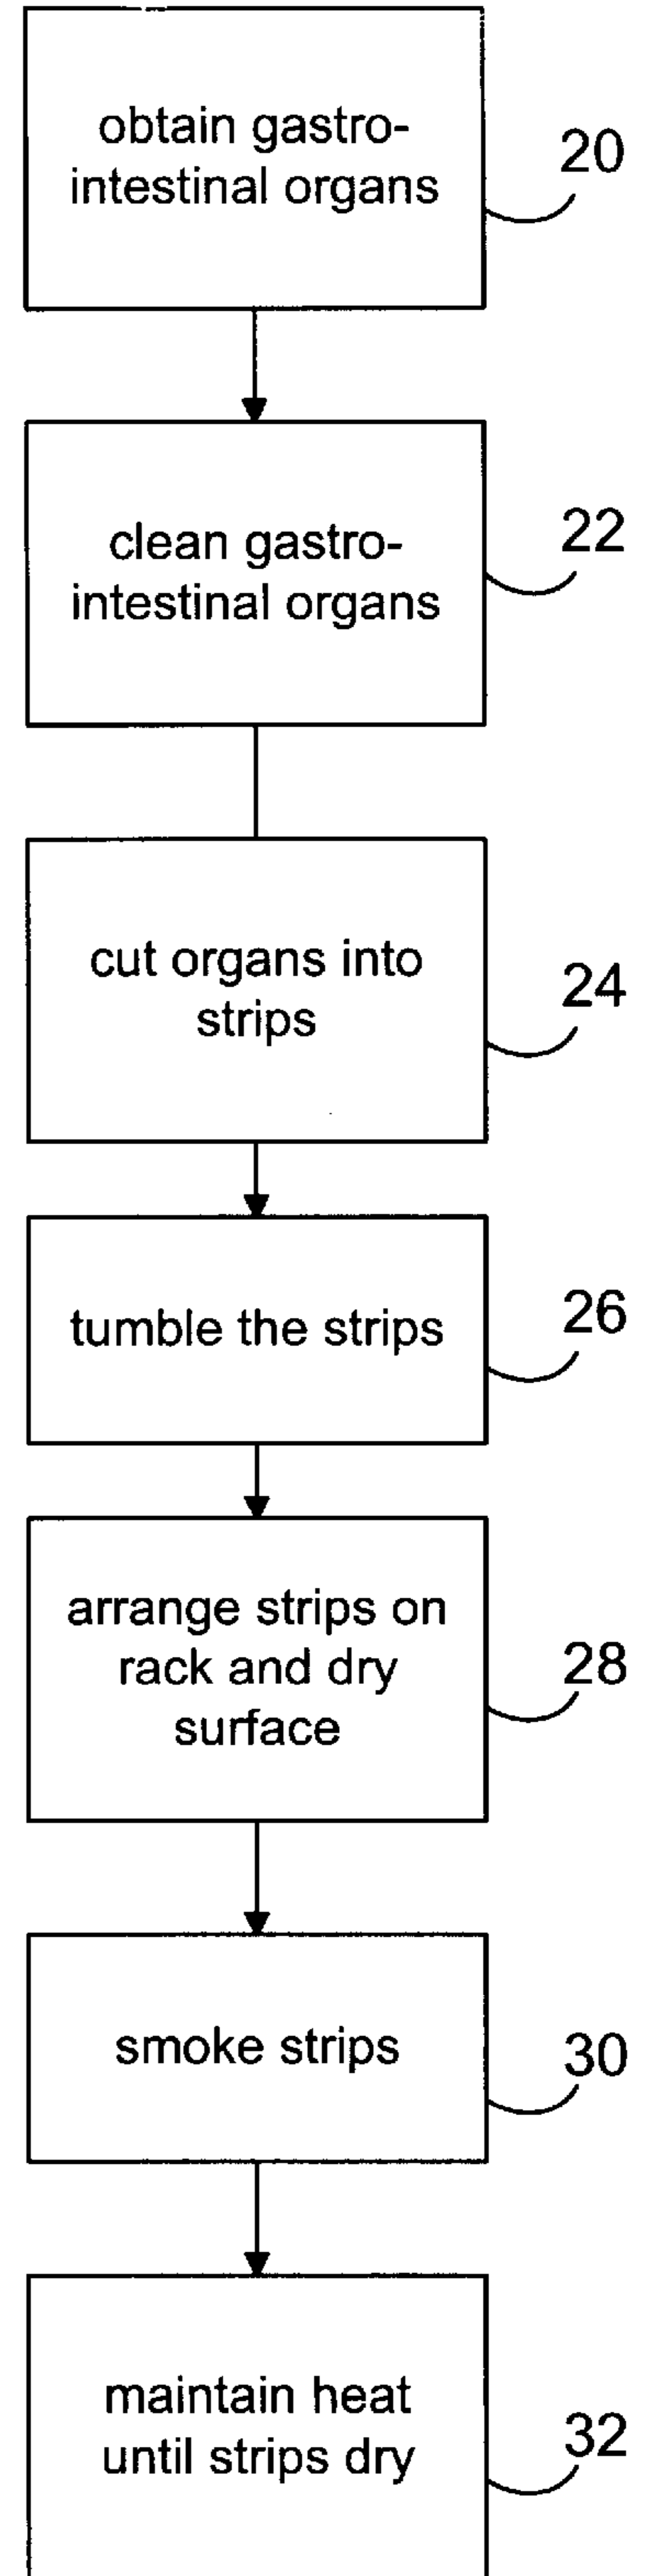 obtain gastro-
intestinal organs
20
clean gastro-
intestinal organs
22
cut organs into
strips
24
tumble the strips
26
arrange strips on
rack and dry
surface
28
smoke strips
30
maintain heat
until strips dry
32